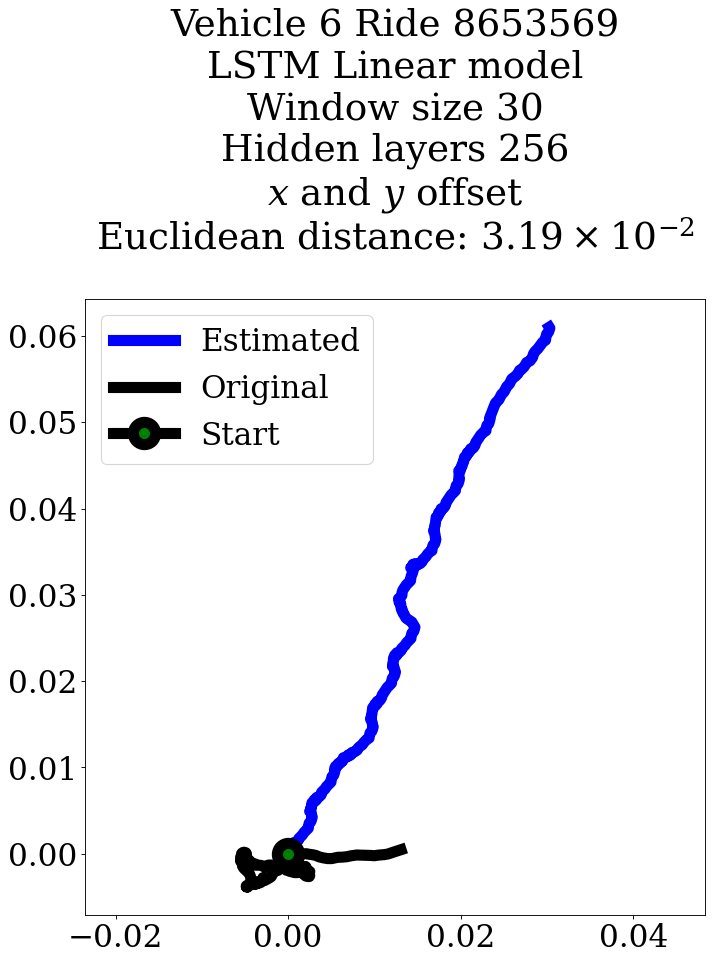 Vehicle 6 Ride 8653569
LSTM Linear model
Window size 30
Hidden layers 256
x and y offset
Euclidean distance: 3.19 × 10⁻²
Estimated
Original
Start
0.06
0.05
0.04
0.03
0.02
0.01
0.00
−0.02 0.00 0.02 0.04